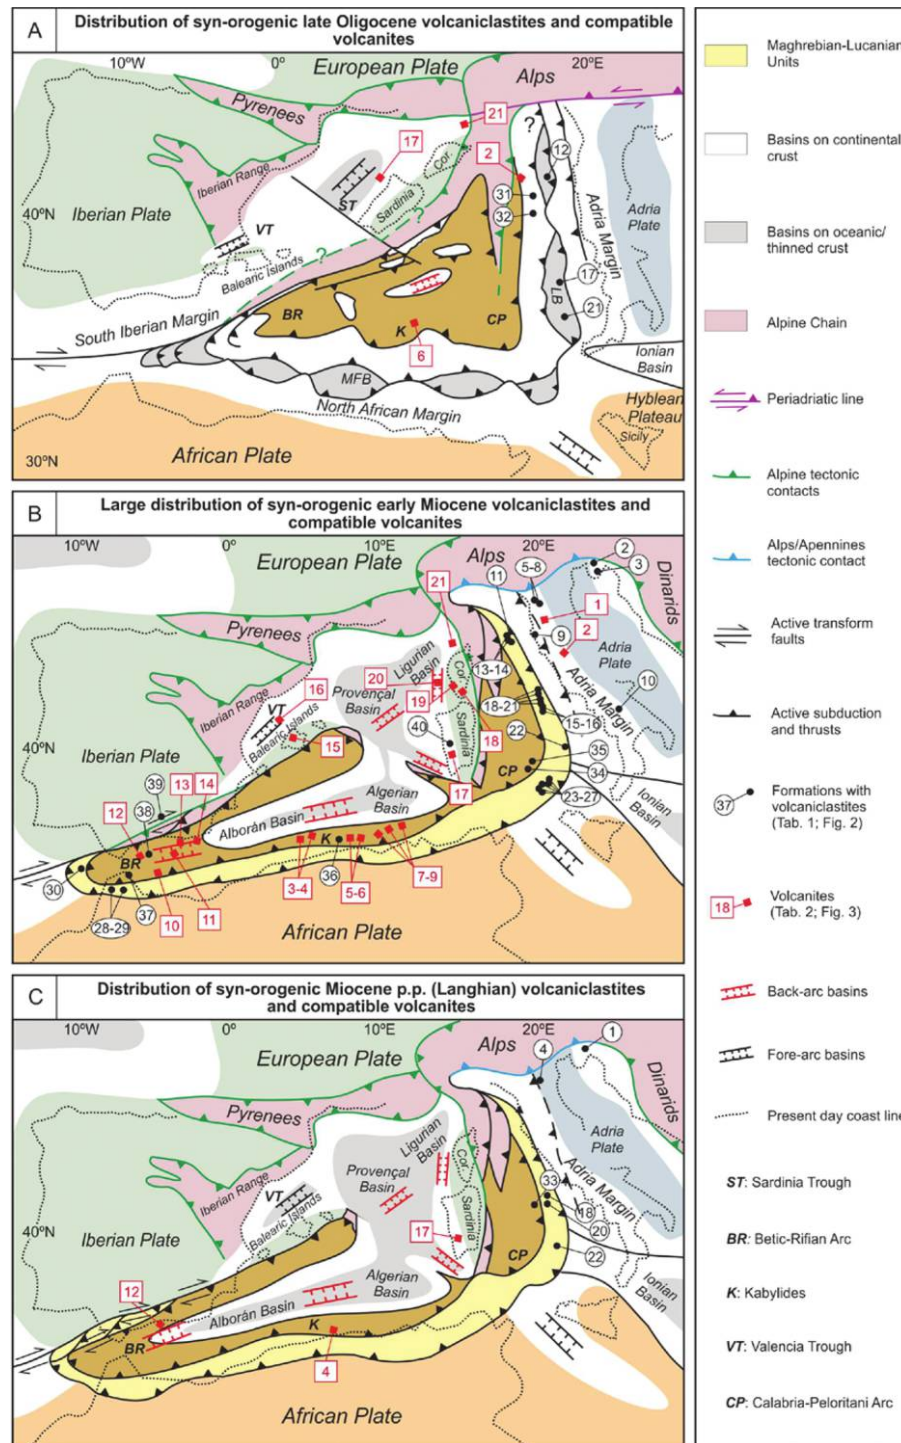 A
Distribution of syn-orogenic late Oligocene volcaniclastites and compatible
volcanites
10ºW
0º
20ºE
European Plate
Alps
Pyrenees
21
?
17
2
12
Cor.
Iberian Range
Sardinia
31
40ºN
Iberian Plate
ST
?
32
Adria Margin
Adria
Plate
VT
?
Balearic islands
17
LB
South Iberian Margin
BR
CP
21
K
6
Ionian
Basin
MFB
North African Margin
Hyblean
Plateau
Sicily
30ºN
African Plate
B
Large distribution of syn-orogenic early Miocene volcaniclastites and
compatible volcanites
10ºW
0º
10ºE
20ºE
European Plate
Alps
11
5-8
2
3
Dinarids
21
1
Pyrenees
9
2
Ligurian
Basin
Cor.
Adria
Plate
13-14
Iberian Range
16
20
10
VT
Provençal
Basin
19
Adria Margin
18-21
15-16
Balearic Islands
40
Sardinia
22
40ºN
Iberian Plate
15
18
35
39
13
14
CP
34
12
38
17
Algerian
Basin
23-27
Alborán Basin
Ionian
Basin
BR
K
30
3-4
36
5-6
7-9
28-29
37
10
11
African Plate
C
Distribution of syn-orogenic Miocene p.p. (Langhian) volcaniclastites
and compatible volcanites
10ºW
0º
10ºE
20ºE
1
European Plate
Alps
4
Dinarids
Pyrenees
Ligurian
Basin
Cor.
Adria
Plate
Iberian Range
Provençal
Basin
Adria Margin
VT
33
Balearic Islands
Sardinia
18
40ºN
17
20
Iberian Plate
CP
22
12
Algerian
Basin
Ionian
Basin
Alborán Basin
BR
K
4
African Plate
Maghrebian-Lucanian
Units
Basins on continental
crust
Basins on oceanic/
thinned crust
Alpine Chain
Periadriatic line
Alpine tectonic
contacts
Alps/Apennines
tectonic contact
Active transform
faults
Active subduction
and thrusts
37
Formations with
volcaniclastites
(Tab. 1; Fig. 2)
18
Volcanites
(Tab. 2; Fig. 3)
Back-arc basins
Fore-arc basins
Present day coast line
ST: Sardinia Trough
BR: Betic-Rifian Arc
K: Kabylides
VT: Valencia Trough
CP: Calabria-Peloritani Arc